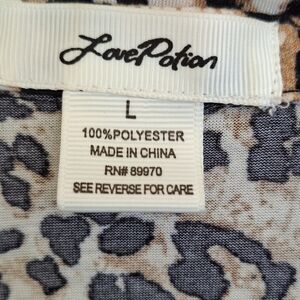 LovePotion
L
100%POLYESTER
MADE IN CHINA
RN# 89970
SEE REVERSE FOR CARE